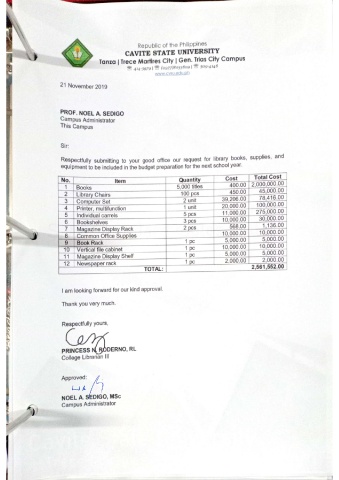 Republic of the Philippines
CAVITE STATE UNIVERSITY
Tanza | Trece Martires City | Gen. Trias City Campus
www.cvsu.edu.ph
21 November 2019
PROF. NOEL A. SEDIGO
Campus Administrator
This Campus
Sir:
Respectfully submitting to your good office our request for library books, supplies, and
equipment to be included in the budget preparation for the next school year.
No. Item Quantity Cost Total Cost
1 Books 5,000 titles 400.00 2,000,000.00
2 Library Chairs 100 pcs 450.00 45,000.00
3 Computer Set 2 unit 39,208.00 78,416.00
4 Printer, multifunction 1 unit 20,000.00 100,000.00
5 Individual carrels 5 pcs 11,000.00 275,000.00
6 Bookshelves 3 pcs 10,000.00 30,000.00
7 Magazine Display Rack 2 pcs 568.00 1,136.00
8 Common Office Supplies 10,000.00 10,000.00
9 Book Rack 1 pc 5,000.00 5,000.00
10 Vertical file cabinet 1 pc 10,000.00 10,000.00
11 Magazine Display Shelf 1 pc 5,000.00 5,000.00
12 Newspaper rack 1 pc 2,000.00 2,000.00
TOTAL: 2,561,552.00
I am looking forward for our kind approval.
Thank you very much.
Respectfully yours,
PRINCESS N. RODERNO, RL
College Librarian III
Approved:
NOEL A. SEDIGO, MSc
Campus Administrator